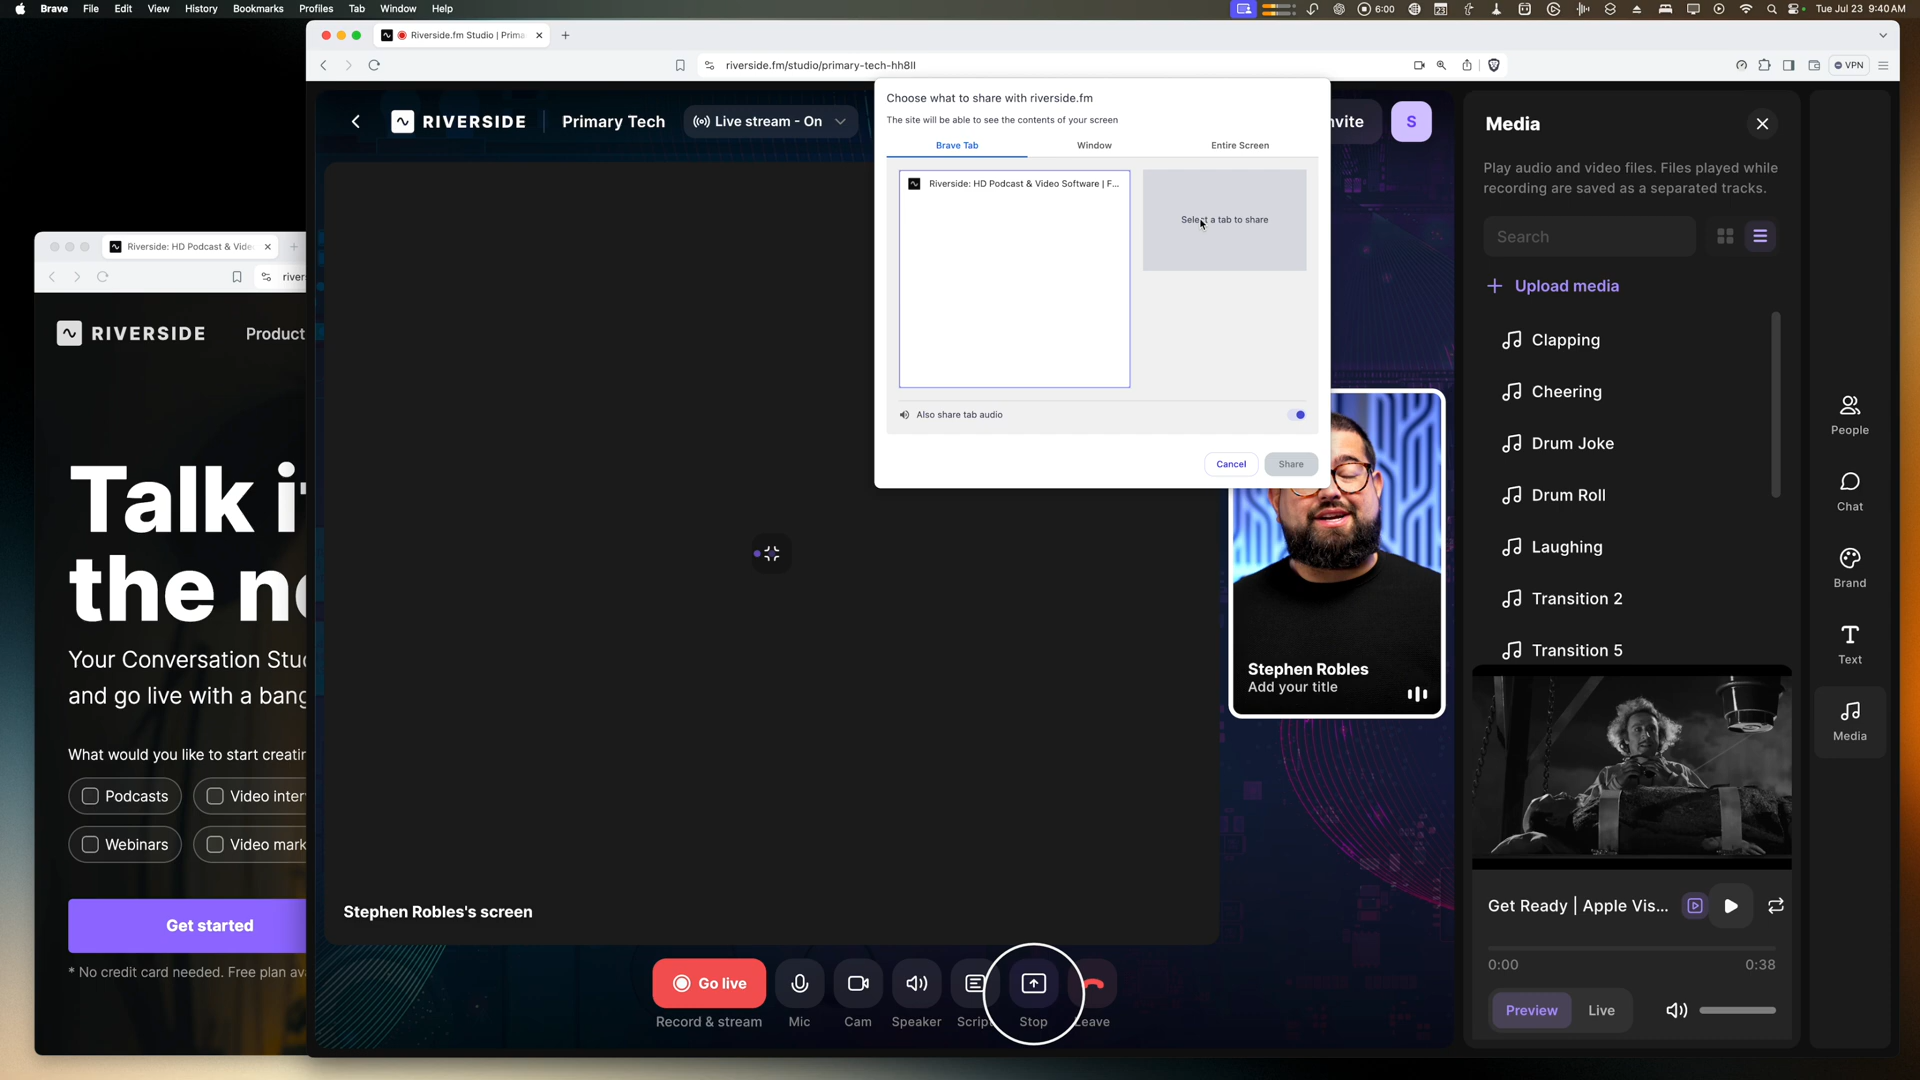 Brave File Edit View History Bookmarks Profiles Tab Window Help
6:00
Tue Jul 23 9:40 AM
Riverside.fm Studio | Prima
riverside.fm/studio/primary-tech-hh8ll
VPN
RIVERSIDE
Primary Tech
Live stream - On
nvite
S
Choose what to share with riverside.fm
The site will be able to see the contents of your screen
Brave Tab Window Entire Screen
Riverside: HD Podcast & Video Software | F...
Select a tab to share
Also share tab audio
Cancel Share
Riverside: HD Podcast & Vide
river
RIVERSIDE
Product
Talk it
the ne
Your Conversation Stu
and go live with a bang
What would you like to start creatin
Podcasts
Video inter
Webinars
Video mark
Get started
* No credit card needed. Free plan ava
Stephen Robles
Add your title
Stephen Robles's screen
Go live
Record & stream
Mic
Cam
Speaker
Script
Stop
Leave
Media
Play audio and video files. Files played while
recording are saved as a separated tracks.
Search
+ Upload media
Clapping
Cheering
Drum Joke
Drum Roll
Laughing
Transition 2
Transition 5
Get Ready | Apple Vis...
0:00
0:38
Preview
Live
People
Chat
Brand
Text
Media